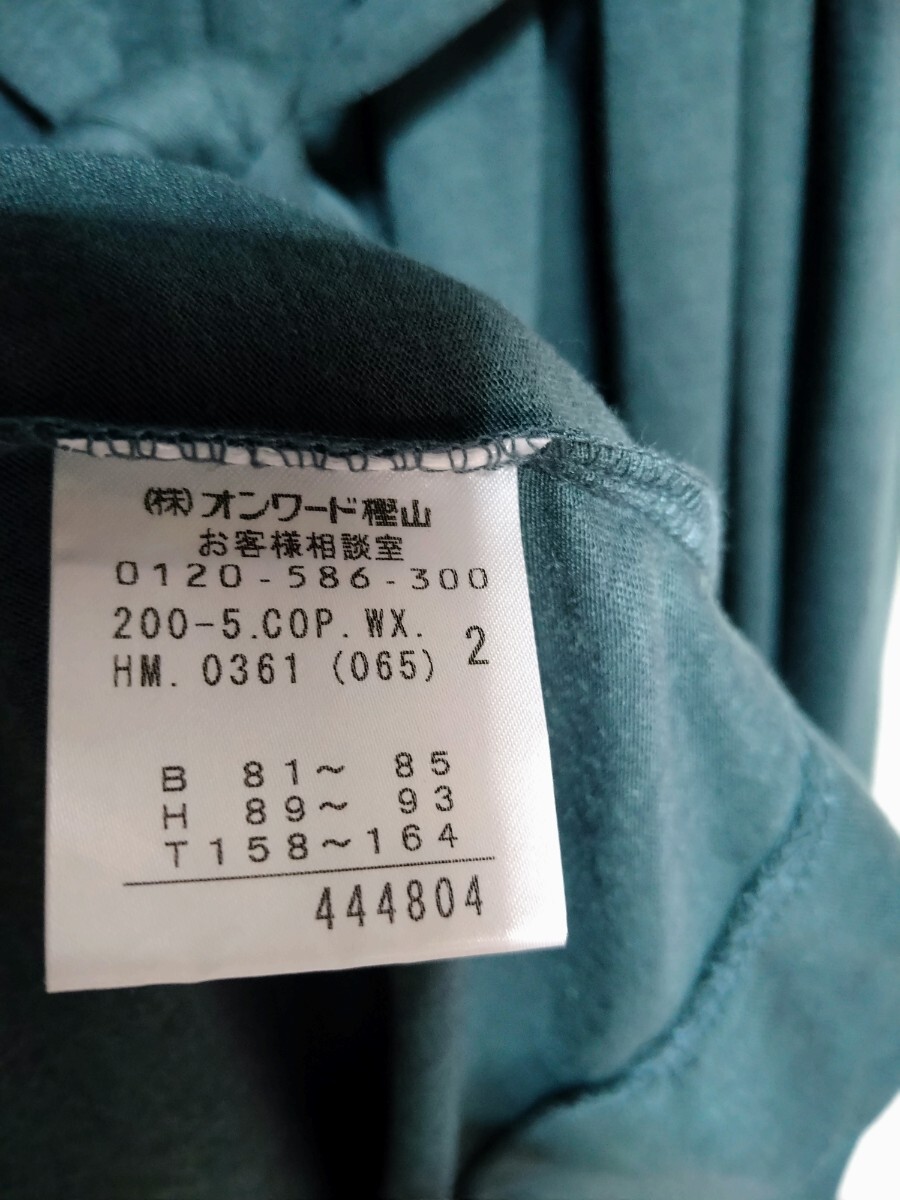 (株)オンワード樫山
お客様相談室
0120-586-300
200-5.COP.WX.
HM. 0361 (065) 2
B 81～ 85
H 89～ 93
T 158～164
444804